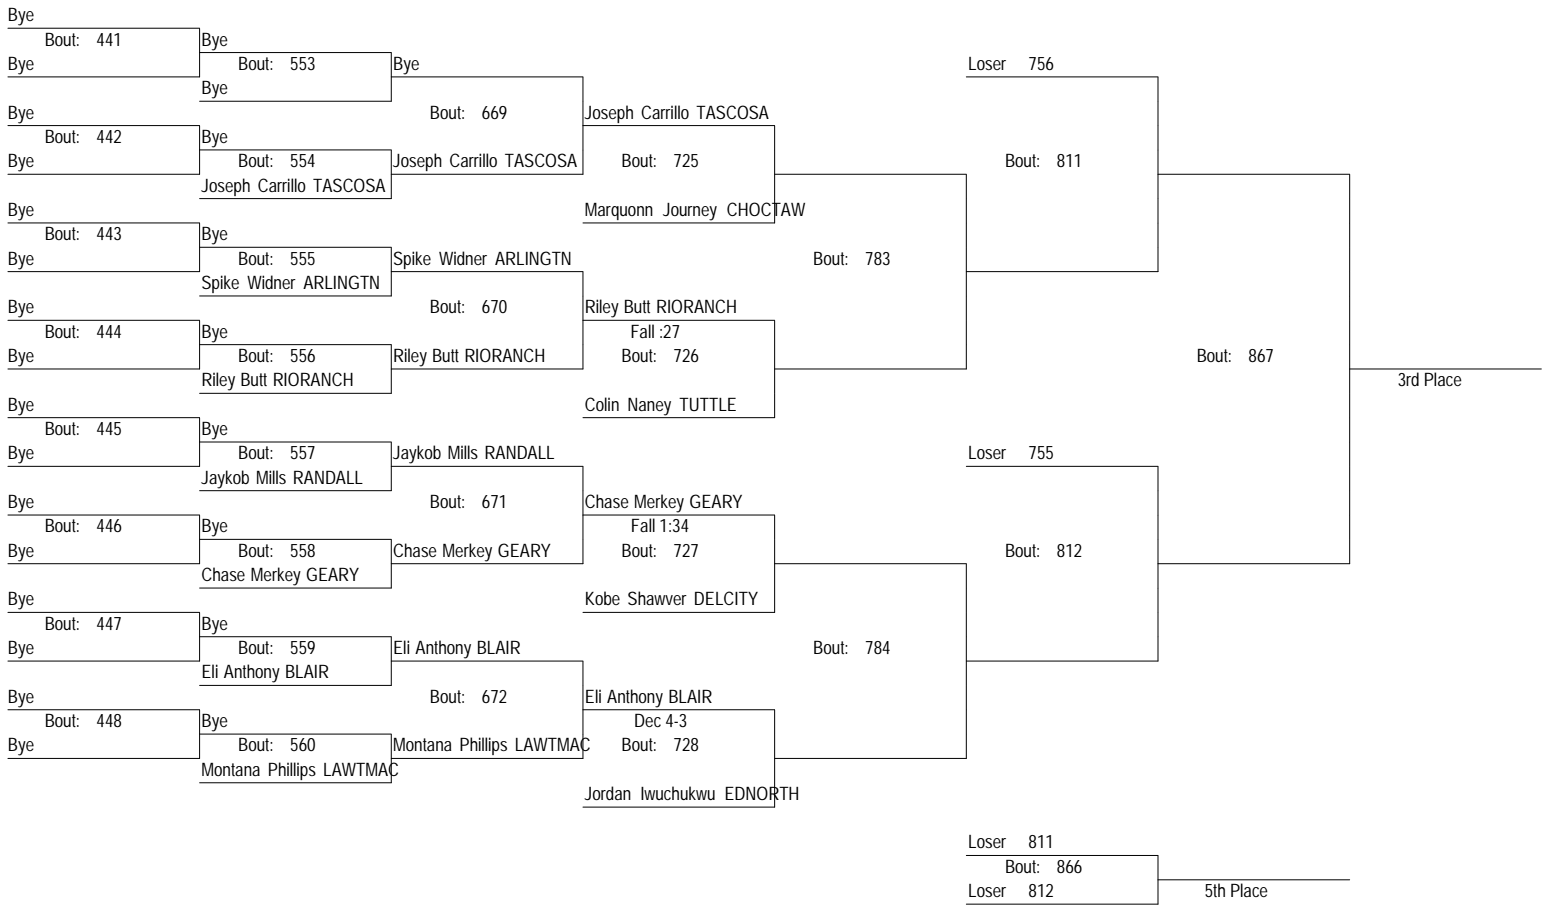 Bye
Bout: 441
Bye
Bye
Bout: 442
Bye
Bye
Bout: 443
Bye
Bye
Bout: 444
Bye
Bye
Bout: 445
Bye
Bye
Bout: 446
Bye
Bye
Bout: 447
Bye
Bye
Bout: 448
Bye
Bye
Bout: 553
Bye
Bye
Bout: 554
Joseph Carrillo TASCOSA
Bye
Bout: 555
Spike Widner ARLINGTN
Bye
Bout: 556
Riley Butt RIORANCH
Bye
Bout: 557
Jaykob Mills RANDALL
Bye
Bout: 558
Chase Merkey GEARY
Bye
Bout: 559
Eli Anthony BLAIR
Bye
Bout: 560
Montana Phillips LAWTMAC
Bye
Bout: 669
Joseph Carrillo TASCOSA
Spike Widner ARLINGTN
Bout: 670
Riley Butt RIORANCH
Jaykob Mills RANDALL
Bout: 671
Chase Merkey GEARY
Eli Anthony BLAIR
Bout: 672
Montana Phillips LAWTMAC
Joseph Carrillo TASCOSA
Bout: 725
Marquonn Journey CHOCTAW
Riley Butt RIORANCH
Fall :27
Bout: 726
Colin Naney TUTTLE
Chase Merkey GEARY
Fall 1:34
Bout: 727
Kobe Shawver DELCITY
Eli Anthony BLAIR
Dec 4-3
Bout: 728
Jordan Iwuchukwu EDNORTH
Bout: 783
Bout: 784
Loser 756
Bout: 811
Loser 755
Bout: 812
Bout: 867
3rd Place
Loser 811
Bout: 866
Loser 812
5th Place